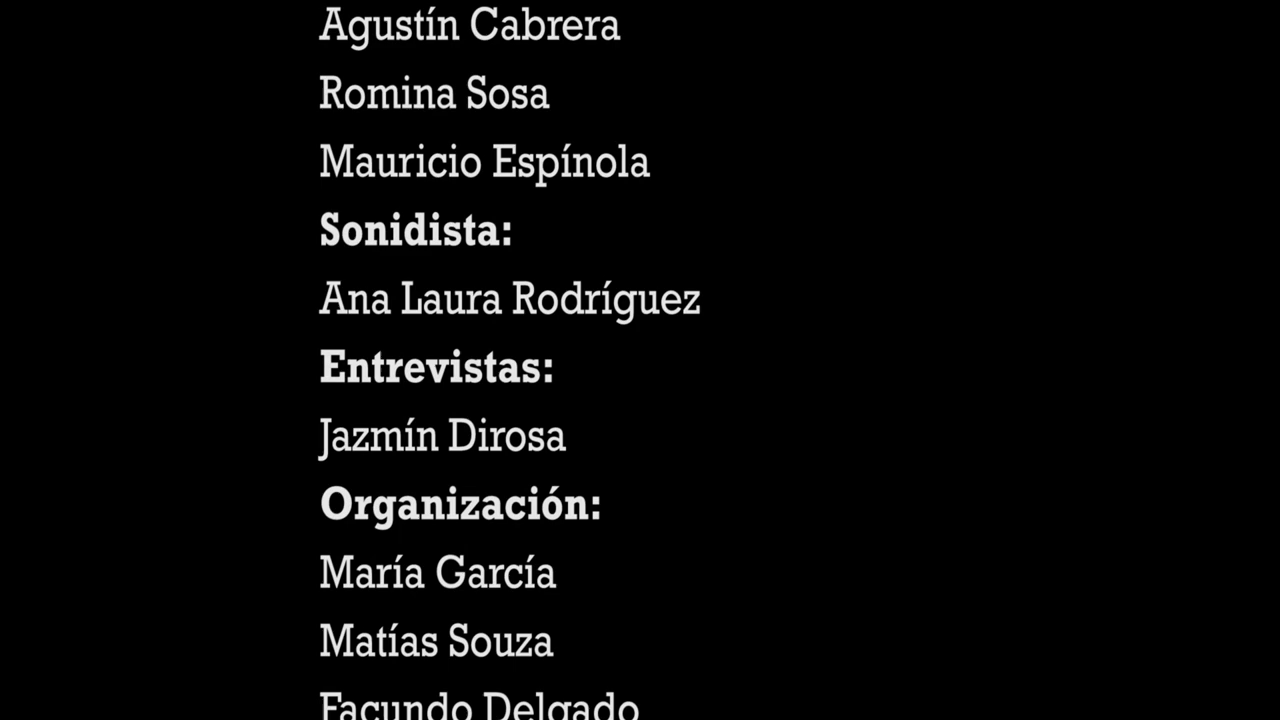 Agustín Cabrera
Romina Sosa
Mauricio Espínola
Sonidista:
Ana Laura Rodríguez
Entrevistas:
Jazmín Dirosa
Organización:
María García
Matías Souza
Facundo Delgado